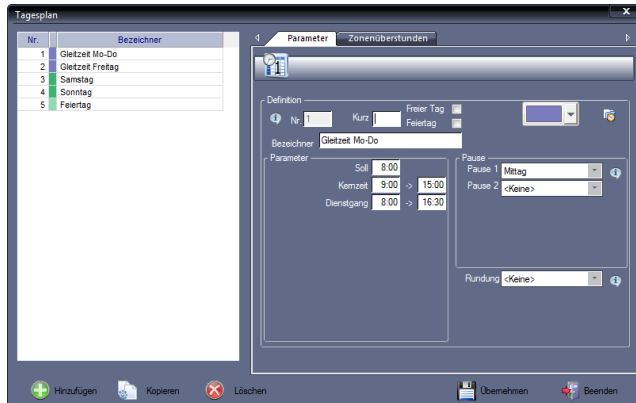 Tagesplan
x
Nr. Bezeichner
1 Gleitzeit Mo-Do
2 Gleitzeit Freitag
3 Samstag
4 Sonntag
5 Feiertag
Parameter Zonenüberstunden
1
Definition
Nr. 1 Kurz Freier Tag
Feiertag
Bezeichner Gleitzeit Mo-Do
Parameter
Soll 8:00
Kernzeit 9:00 -> 15:00
Dienstgang 8:00 -> 16:30
Pause
Pause 1 Mittag
Pause 2 <Keine>
Rundung <Keine>
Hinzufügen Kopieren Löschen Übernehmen Beenden